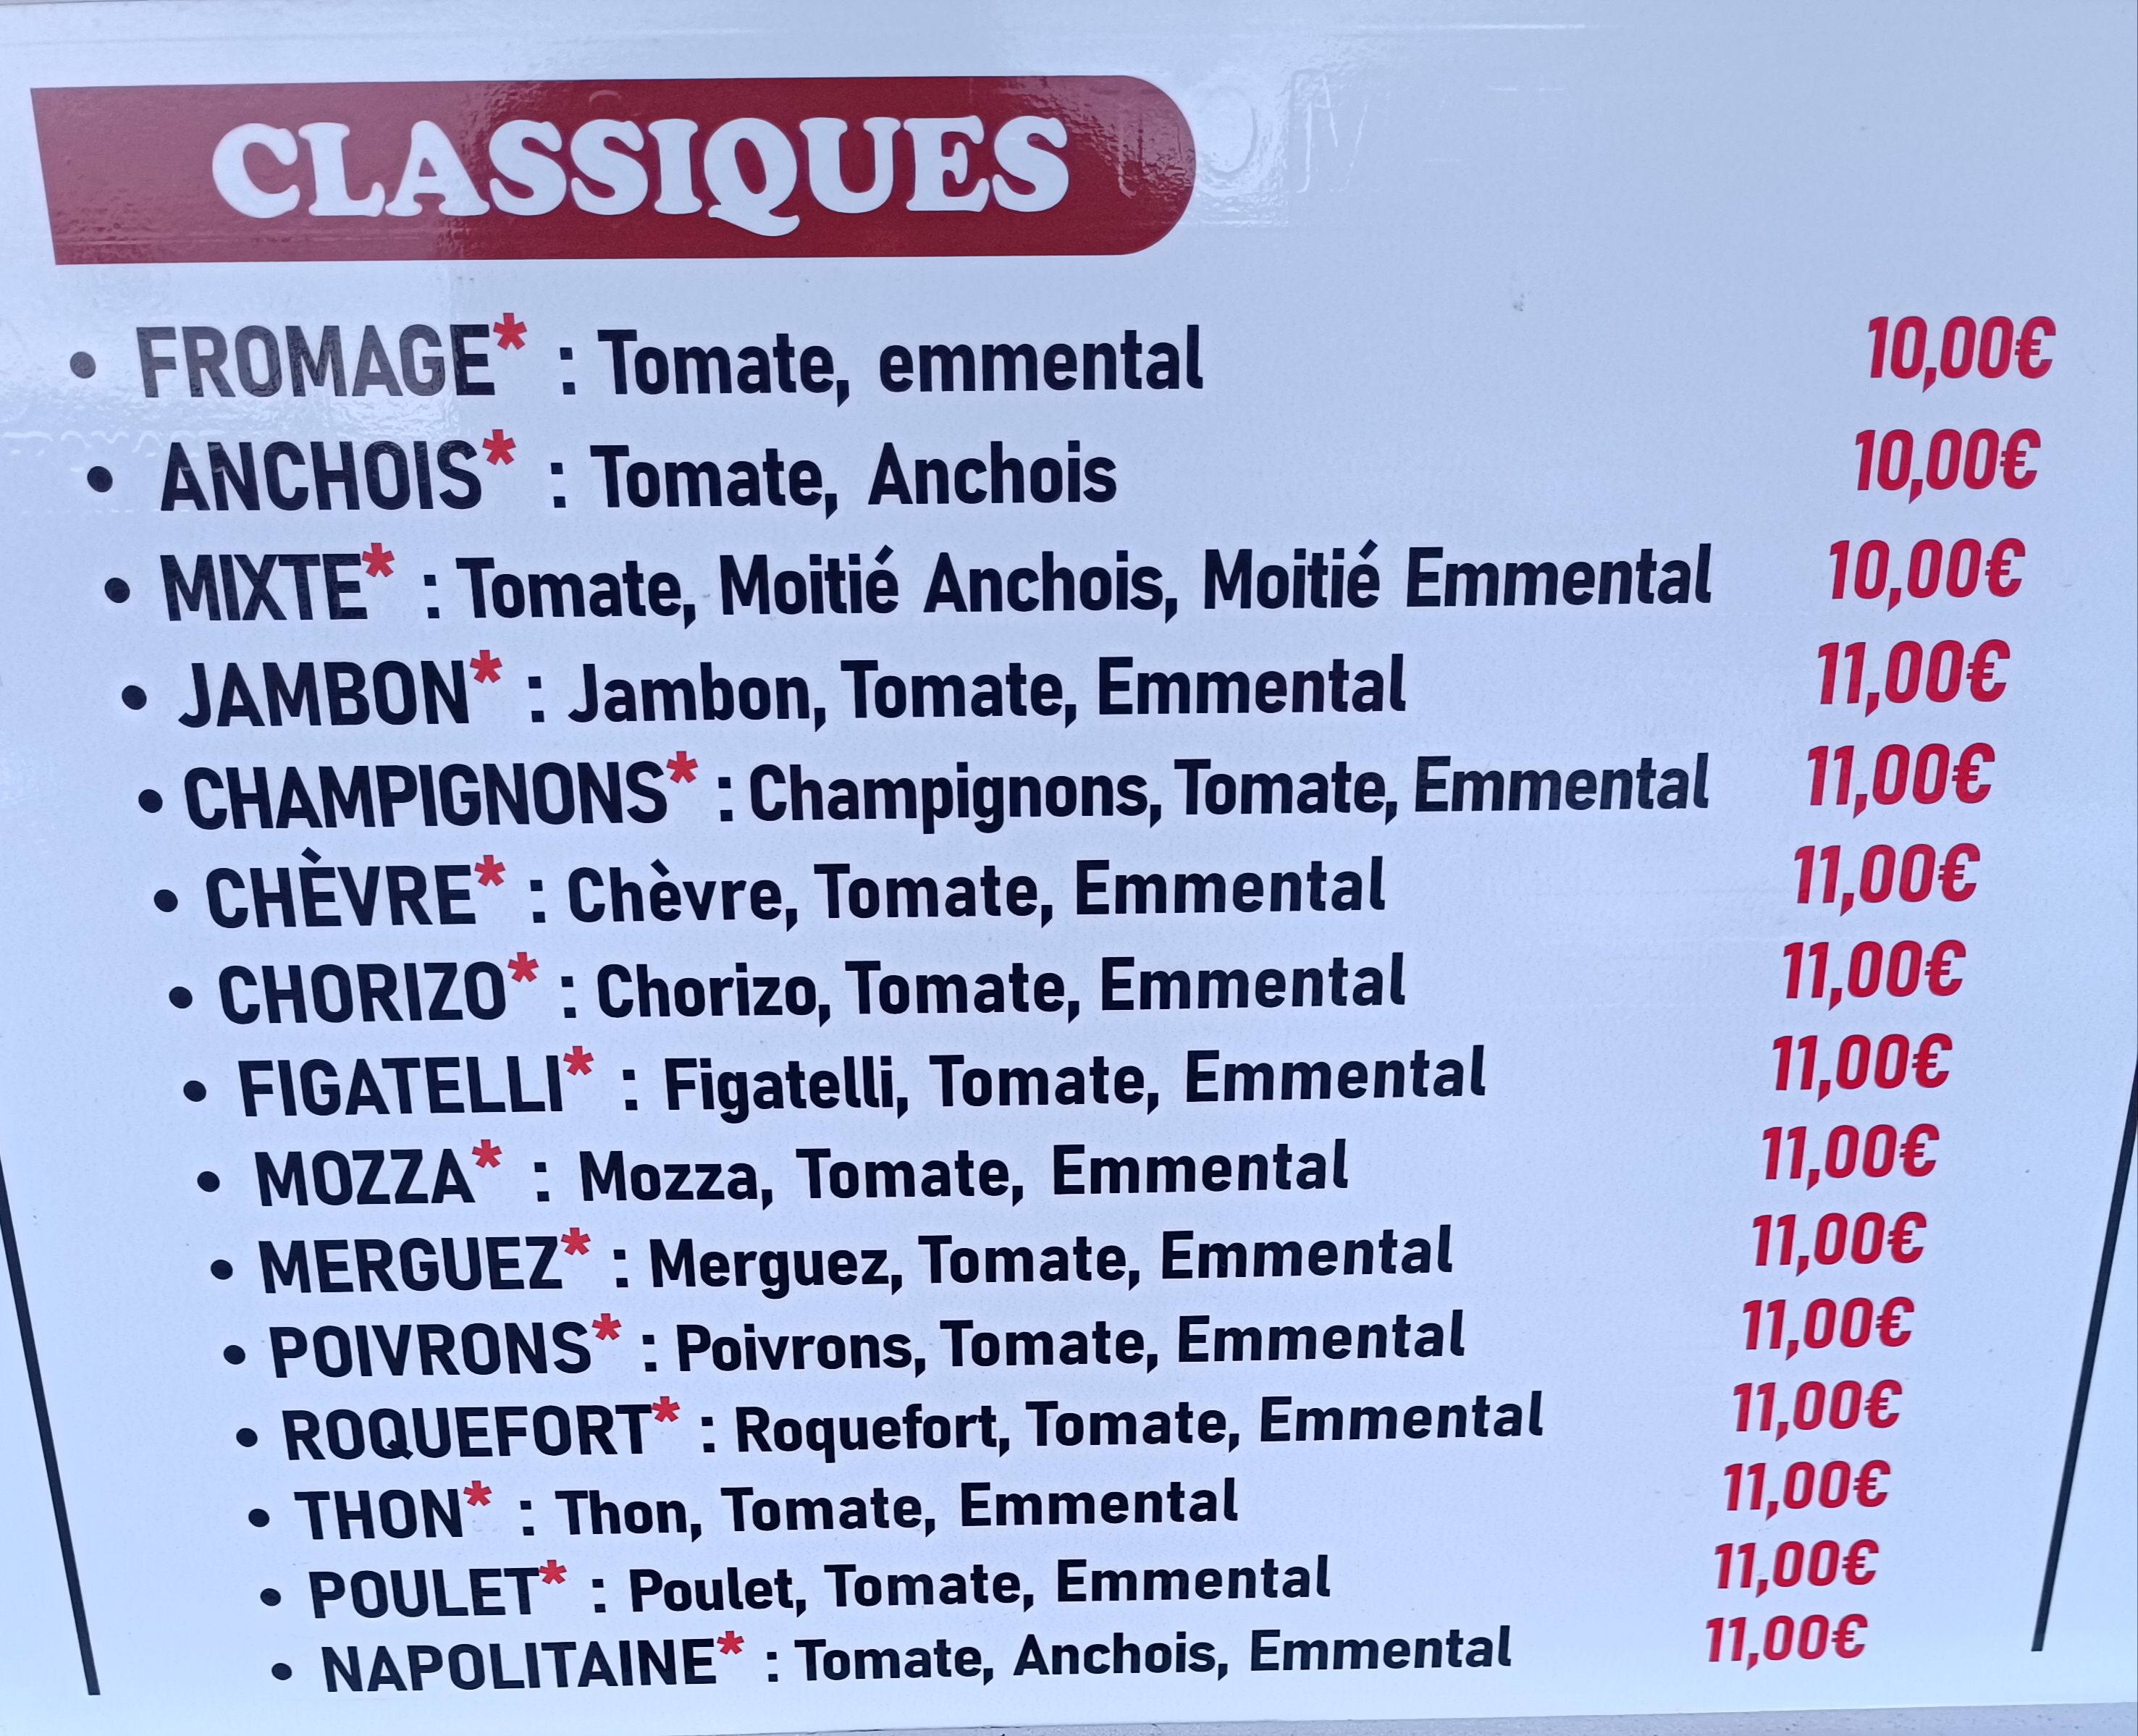 CLASSIQUES
• FROMAGE* : Tomate, emmental 10,00€
• ANCHOIS* : Tomate, Anchois 10,00€
• MIXTE* : Tomate, Moitié Anchois, Moitié Emmental 10,00€
• JAMBON* : Jambon, Tomate, Emmental 11,00€
• CHAMPIGNONS* : Champignons, Tomate, Emmental 11,00€
• CHÈVRE* : Chèvre, Tomate, Emmental 11,00€
• CHORIZO* : Chorizo, Tomate, Emmental 11,00€
• FIGATELLI* : Figatelli, Tomate, Emmental 11,00€
• MOZZA* : Mozza, Tomate, Emmental 11,00€
• MERGUEZ* : Merguez, Tomate, Emmental 11,00€
• POIVRONS* : Poivrons, Tomate, Emmental 11,00€
• ROQUEFORT* : Roquefort, Tomate, Emmental 11,00€
• THON* : Thon, Tomate, Emmental 11,00€
• POULET* : Poulet, Tomate, Emmental 11,00€
• NAPOLITAINE* : Tomate, Anchois, Emmental 11,00€